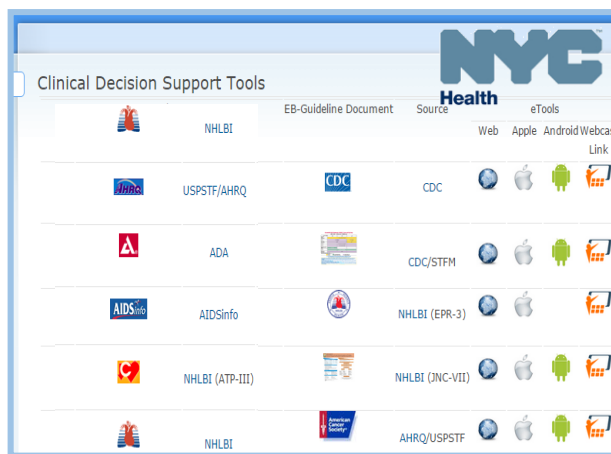 NYC
Health
Clinical Decision Support Tools
EB-Guideline Document Source eTools
Web Apple Android Webcas
Link
NHLBI
AHRQ USPSTF/AHRQ CDC CDC
A ADA CDC/STFM
AIDSinfo AIDSinfo NHLBI (EPR-3)
NHLBI (ATP-III) NHLBI (JNC-VII)
American
Cancer
Society
NHLBI AHRQ/USPSTF